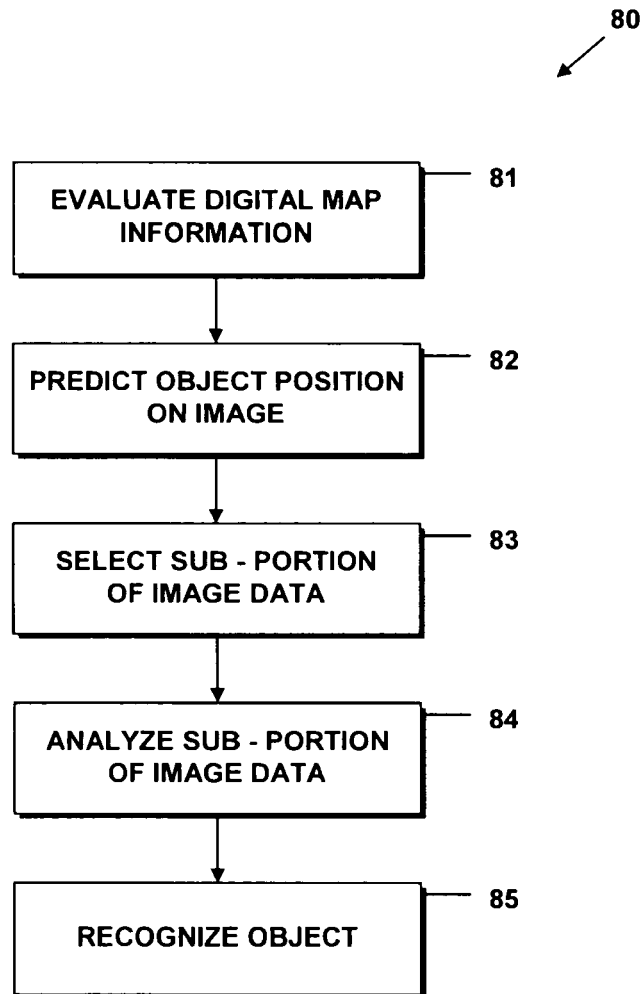 80
EVALUATE DIGITAL MAP
INFORMATION
81
PREDICT OBJECT POSITION
ON IMAGE
82
SELECT SUB - PORTION
OF IMAGE DATA
83
ANALYZE SUB - PORTION
OF IMAGE DATA
84
RECOGNIZE OBJECT
85